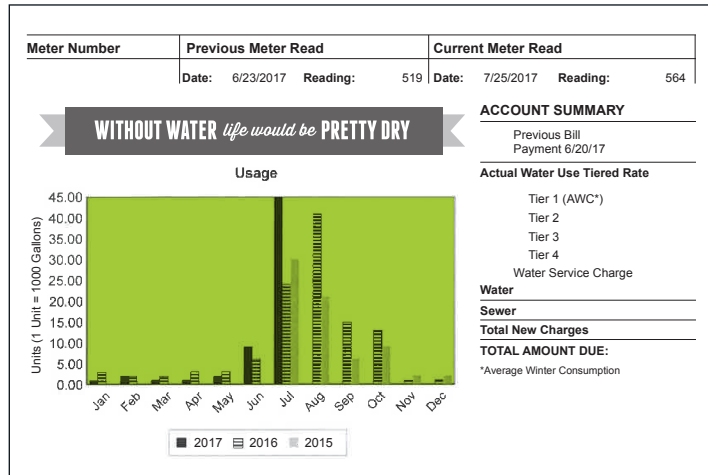 Meter Number Previous Meter Read Current Meter Read
Date: 6/23/2017 Reading: 519 Date: 7/25/2017 Reading: 564
WITHOUT WATER life would be PRETTY DRY
Usage
Units (1 Unit = 1000 Gallons)
45.00
40.00
35.00
30.00
25.00
20.00
15.00
10.00
5.00
0.00
Jan Feb Mar Apr May Jun Jul Aug Sep Oct Nov Dec
2017 2016 2015
ACCOUNT SUMMARY
Previous Bill
Payment 6/20/17
Actual Water Use Tiered Rate
Tier 1 (AWC*)
Tier 2
Tier 3
Tier 4
Water Service Charge
Water
Sewer
Total New Charges
TOTAL AMOUNT DUE:
*Average Winter Consumption